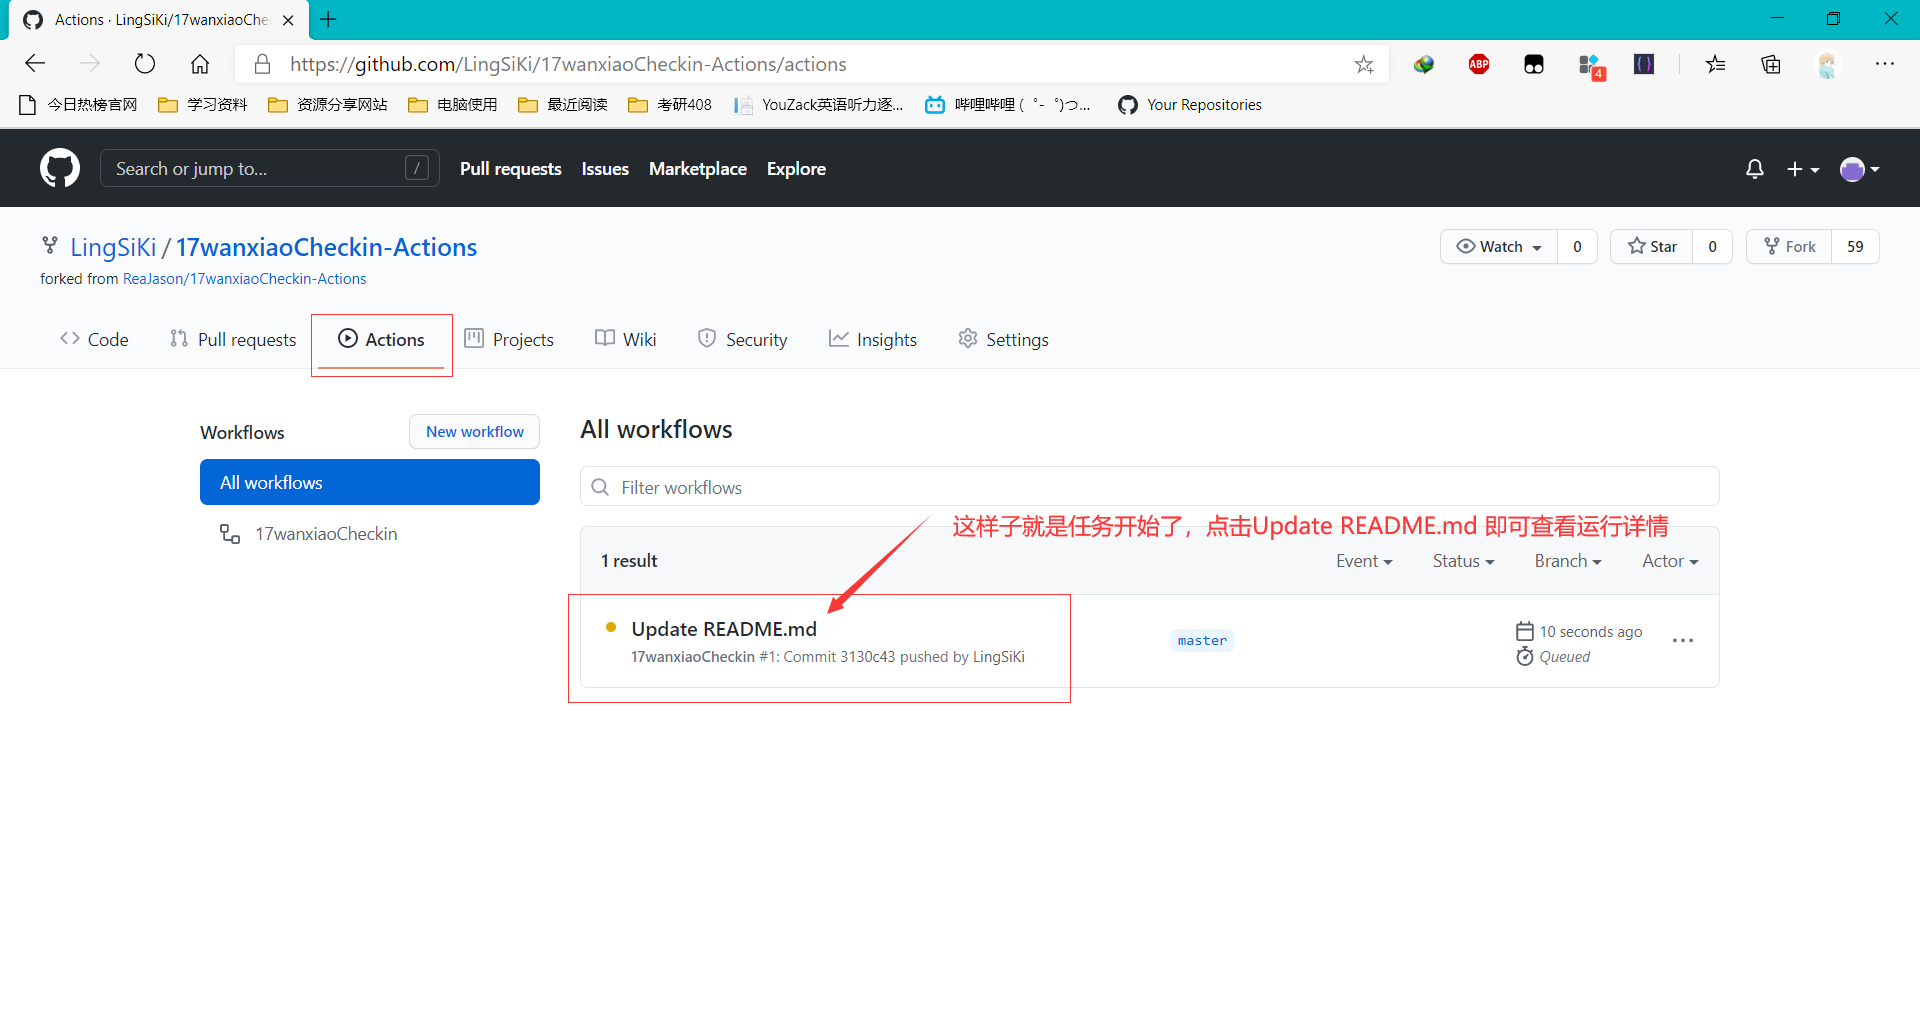 Actions · LingSiKi/17wanxiaoChe
https://github.com/LingSiKi/17wanxiaoCheckin-Actions/actions
ABP
4
今日热榜官网 学习资料 资源分享网站 电脑使用 最近阅读 考研408 YouZack英语听力逐... 哔哩哔哩 ( ゜- ゜)つ... Your Repositories
Search or jump to... / Pull requests Issues Marketplace Explore
LingSiKi / 17wanxiaoCheckin-Actions
Watch 0 Star 0 Fork 59
forked from ReaJason/17wanxiaoCheckin-Actions
Code Pull requests Actions Projects Wiki Security Insights Settings
Workflows New workflow
All workflows
17wanxiaoCheckin
All workflows
Filter workflows
这样子就是任务开始了，点击Update README.md 即可查看运行详情
1 result Event Status Branch Actor
Update README.md
17wanxiaoCheckin #1: Commit 3130c43 pushed by LingSiKi
master
10 seconds ago
Queued